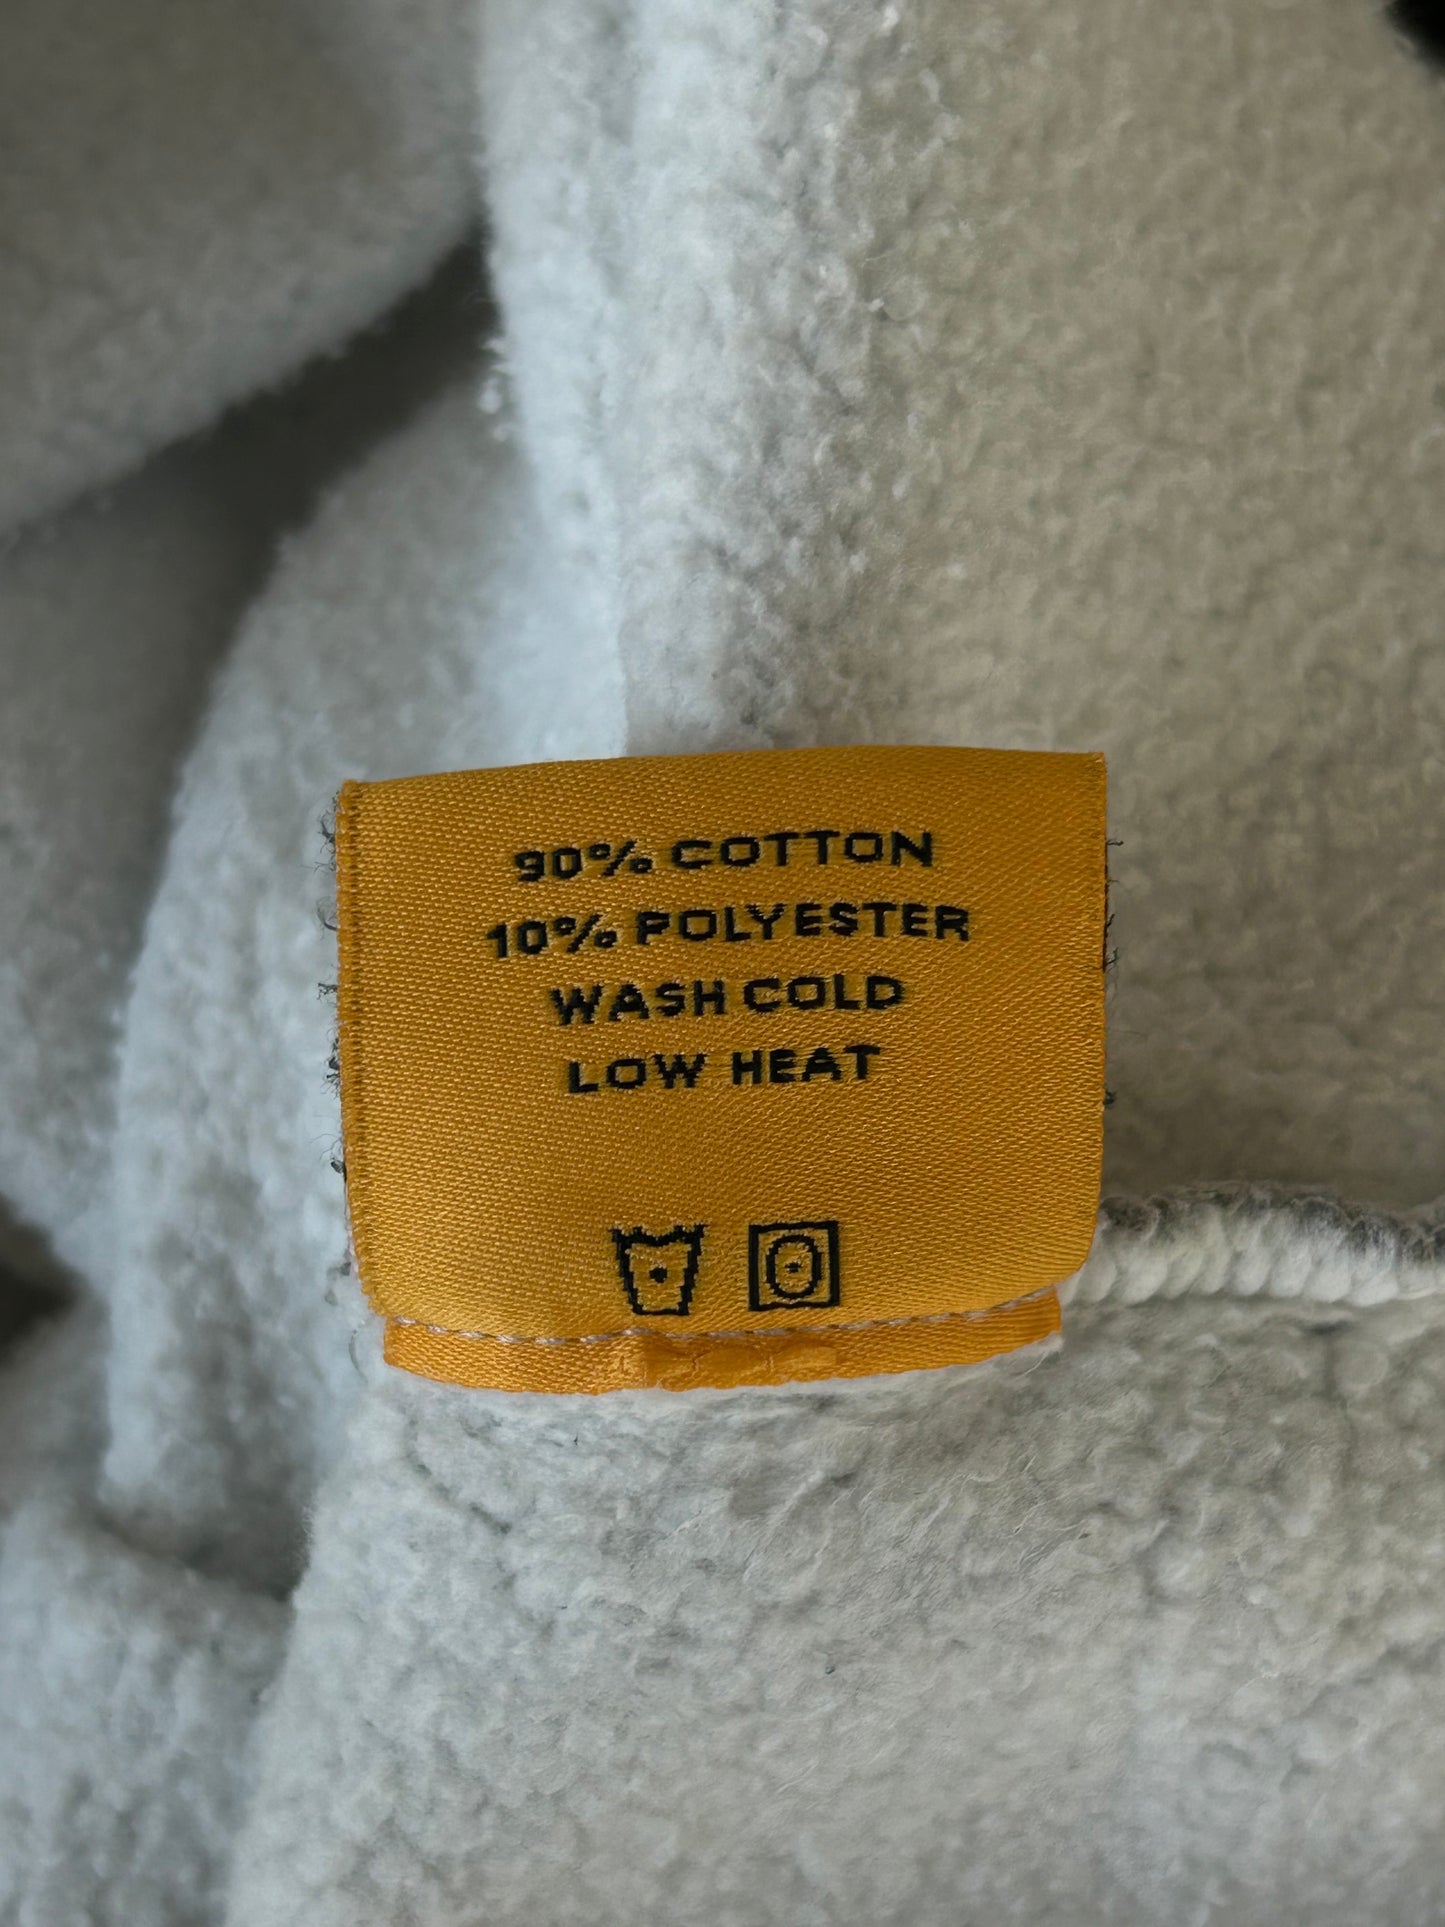 90% COTTON
10% POLYESTER
WASH COLD
LOW HEAT